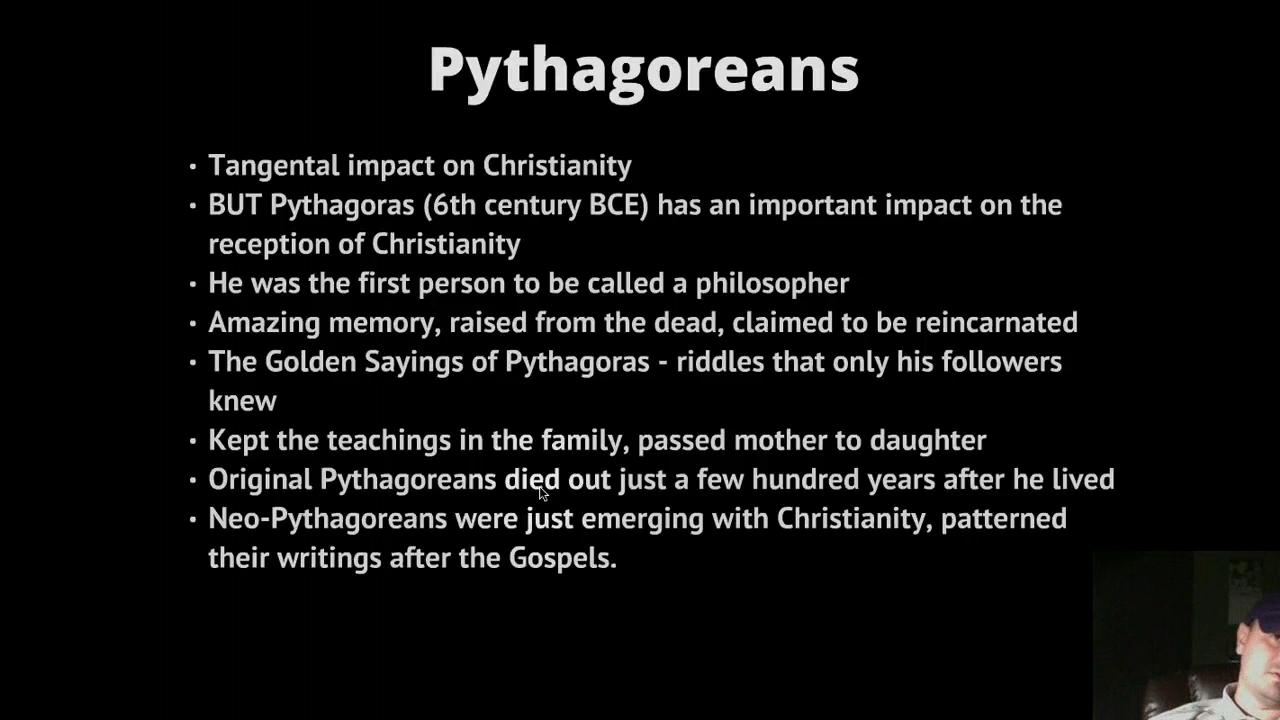 Pythagoreans
• Tangental impact on Christianity
• BUT Pythagoras (6th century BCE) has an important impact on the
reception of Christianity
• He was the first person to be called a philosopher
• Amazing memory, raised from the dead, claimed to be reincarnated
• The Golden Sayings of Pythagoras - riddles that only his followers
knew
• Kept the teachings in the family, passed mother to daughter
• Original Pythagoreans died out just a few hundred years after he lived
• Neo-Pythagoreans were just emerging with Christianity, patterned
their writings after the Gospels.